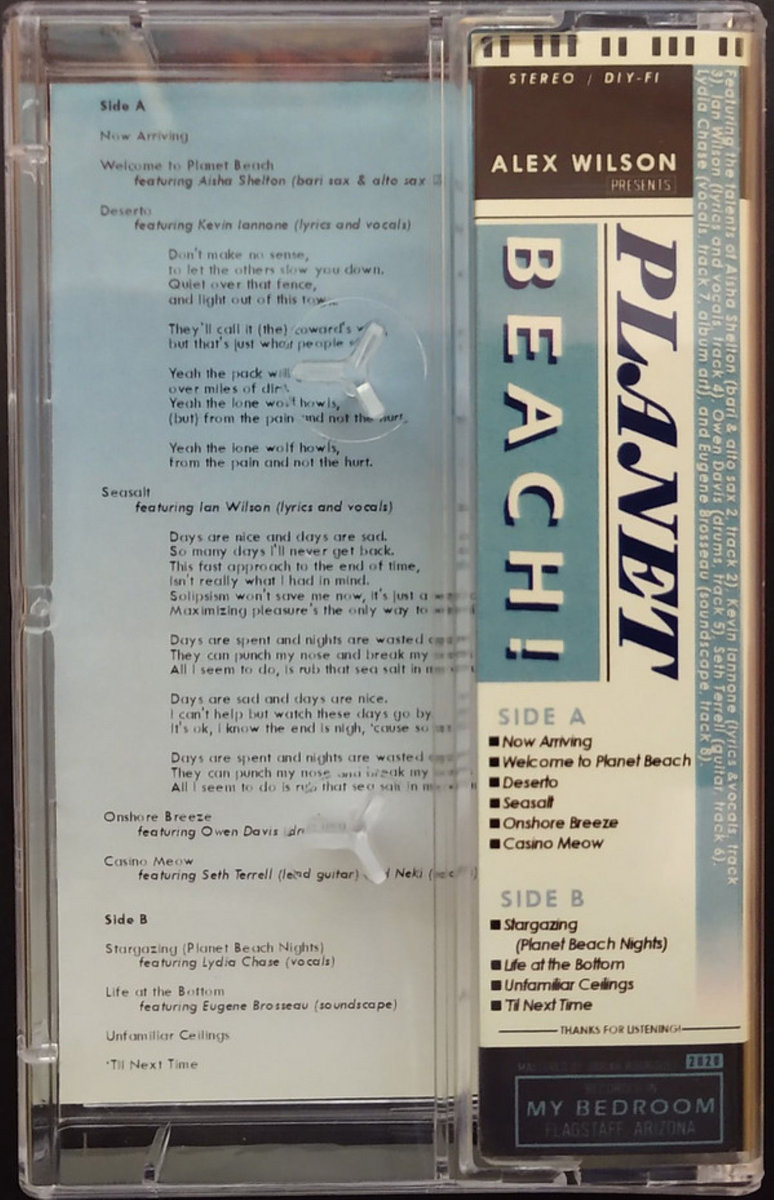 Side A
Now Arriving
Welcome to Planet Beach
featuring Aisha Shelton (bari sax & alto sax
Deserto
featuring Kevin Iannone (lyrics and vocals)
Don't make no sense,
to let the others slow you down.
Quiet over that fence,
and light out of this
They'll call it (the) coward's
but that's just what people
Yeah the pack will
over miles of
Yeah the lone wolf howls,
(but) from the pain and not the hurt.
Yeah the lone wolf howls,
from the pain and not the hurt.
Seasalt
featuring Ian Wilson (lyrics and vocals)
Days are nice and days are sad.
So many days I'll never get back.
This fast approach to the end of time,
Isn't really what I had in mind.
Solipsism won't save me now, it's just a
Maximizing pleasure's the only way to
Days are spent and nights are wasted
They can punch my nose and break my
All I seem to do, is rub that sea salt in
Days are sad and days are nice.
I can't help but watch these days go by
It's ok, I know the end is nigh, 'cause so
Days are spent and nights are wasted
They can punch my nose and break my
All I seem to do is rub that sea salt in
Onshore Breeze
featuring Owen Davis
Casino Meow
featuring Seth Terrell (lead guitar) Neki
Side B
Stargazing (Planet Beach Nights)
featuring Lydia Chase (vocals)
Life at the Bottom
featuring Eugene Brosseau (soundscape)
Unfamiliar Ceilings
'Til Next Time
STEREO / DIY-FI
ALEX WILSON
PRESENTS
PLANET
BEACH!
SIDE A
Now Arriving
Welcome to Planet Beach
Deserto
Seasalt
Onshore Breeze
Casino Meow
SIDE B
Stargazing
(Planet Beach Nights)
Life at the Bottom
Unfamiliar Ceilings
'Til Next Time
THANKS FOR LISTENING!
2020
RECORDED IN
MY BEDROOM
FLAGSTAFF, ARIZONA
Featuring the talents of Aisha Shelton (bari & alto sax 2, track 2), Kevin Iannone (lyrics &vocals, track
3), Ian Wilson (lyrics and vocals, track 4), Owen Davis (drums, track 5), Seth Terrell (guitar, track 6),
Lydia Chase (vocals, track 7, album art), and Eugene Brosseau (soundscape, track 8).